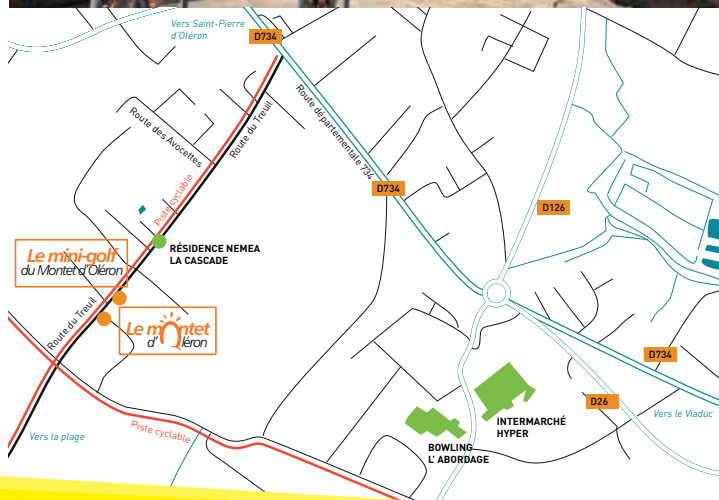 Vers Saint-Pierre
d'Oléron
D734
Route des Avocettes
Route du Treuil
Route départementale 734
Piste cyclable
D734
D126
RÉSIDENCE NEMEA
LA CASCADE
Le mini-golf
du Montet d'Oléron
Route du Treuil
Le montet
d'Oléron
D734
D26
Vers le Viaduc
INTERMARCHÉ
HYPER
BOWLING
L' ABORDAGE
Piste cyclable
Vers la plage